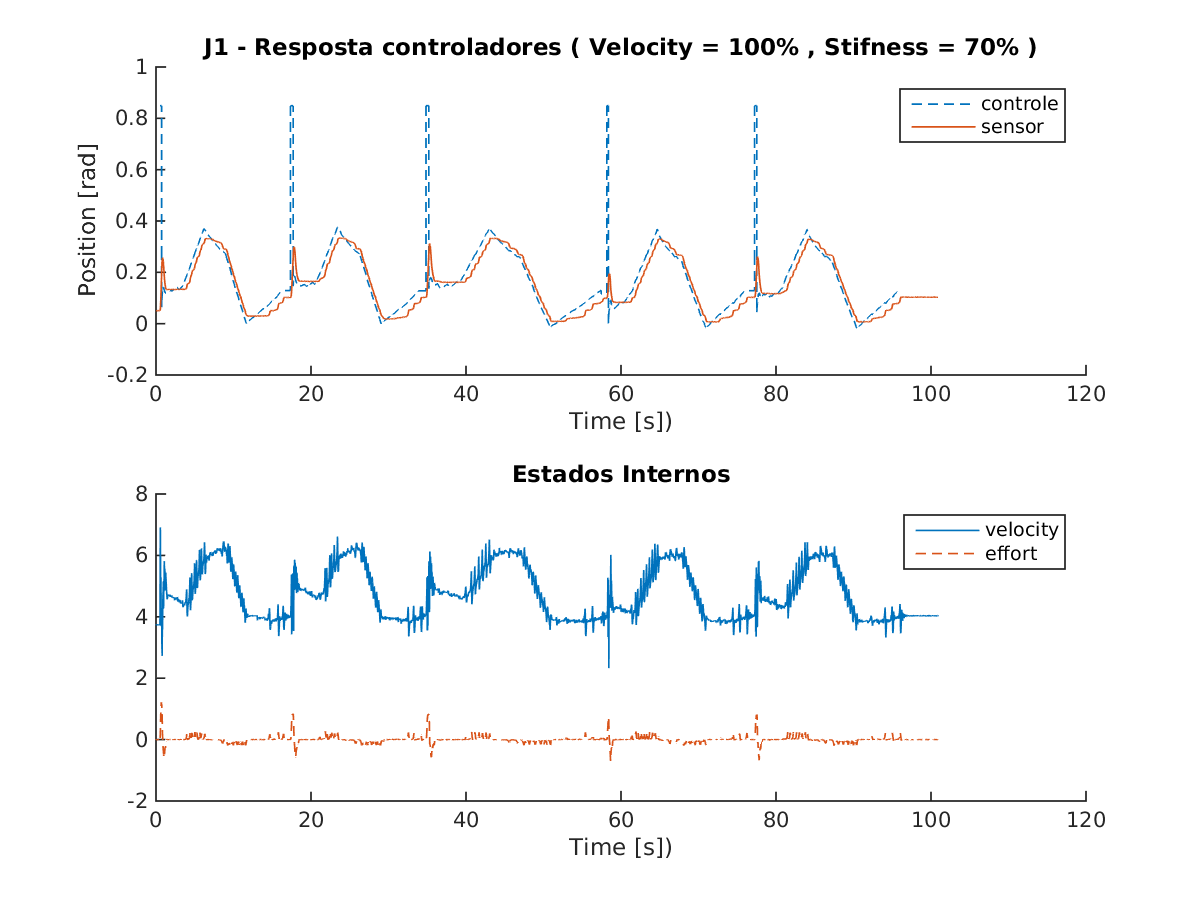 J1 - Resposta controladores ( Velocity = 100% , Stifness = 70% )
1
0.8
0.6
0.4
0.2
0
-0.2
Position [rad]
controle
sensor
0 20 40 60 80 100 120
Time [s])
Estados Internos
8
6
4
2
0
-2
velocity
effort
0 20 40 60 80 100 120
Time [s])